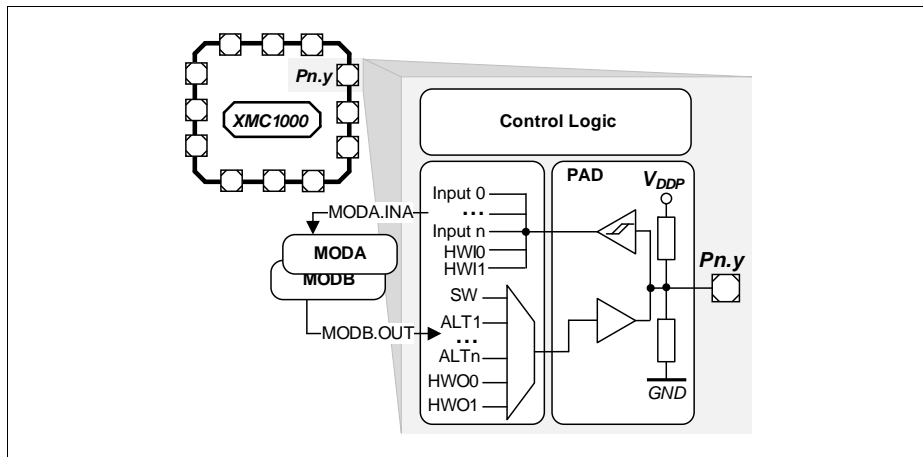 Pn.y
XMC1000
Control Logic
PAD
VDDP
Input 0
...
Input n
HWI0
HWI1
MODA.INA
MODA
MODB
MODB.OUT
SW
ALT1
...
ALTn
HWO0
HWO1
Pn.y
GND